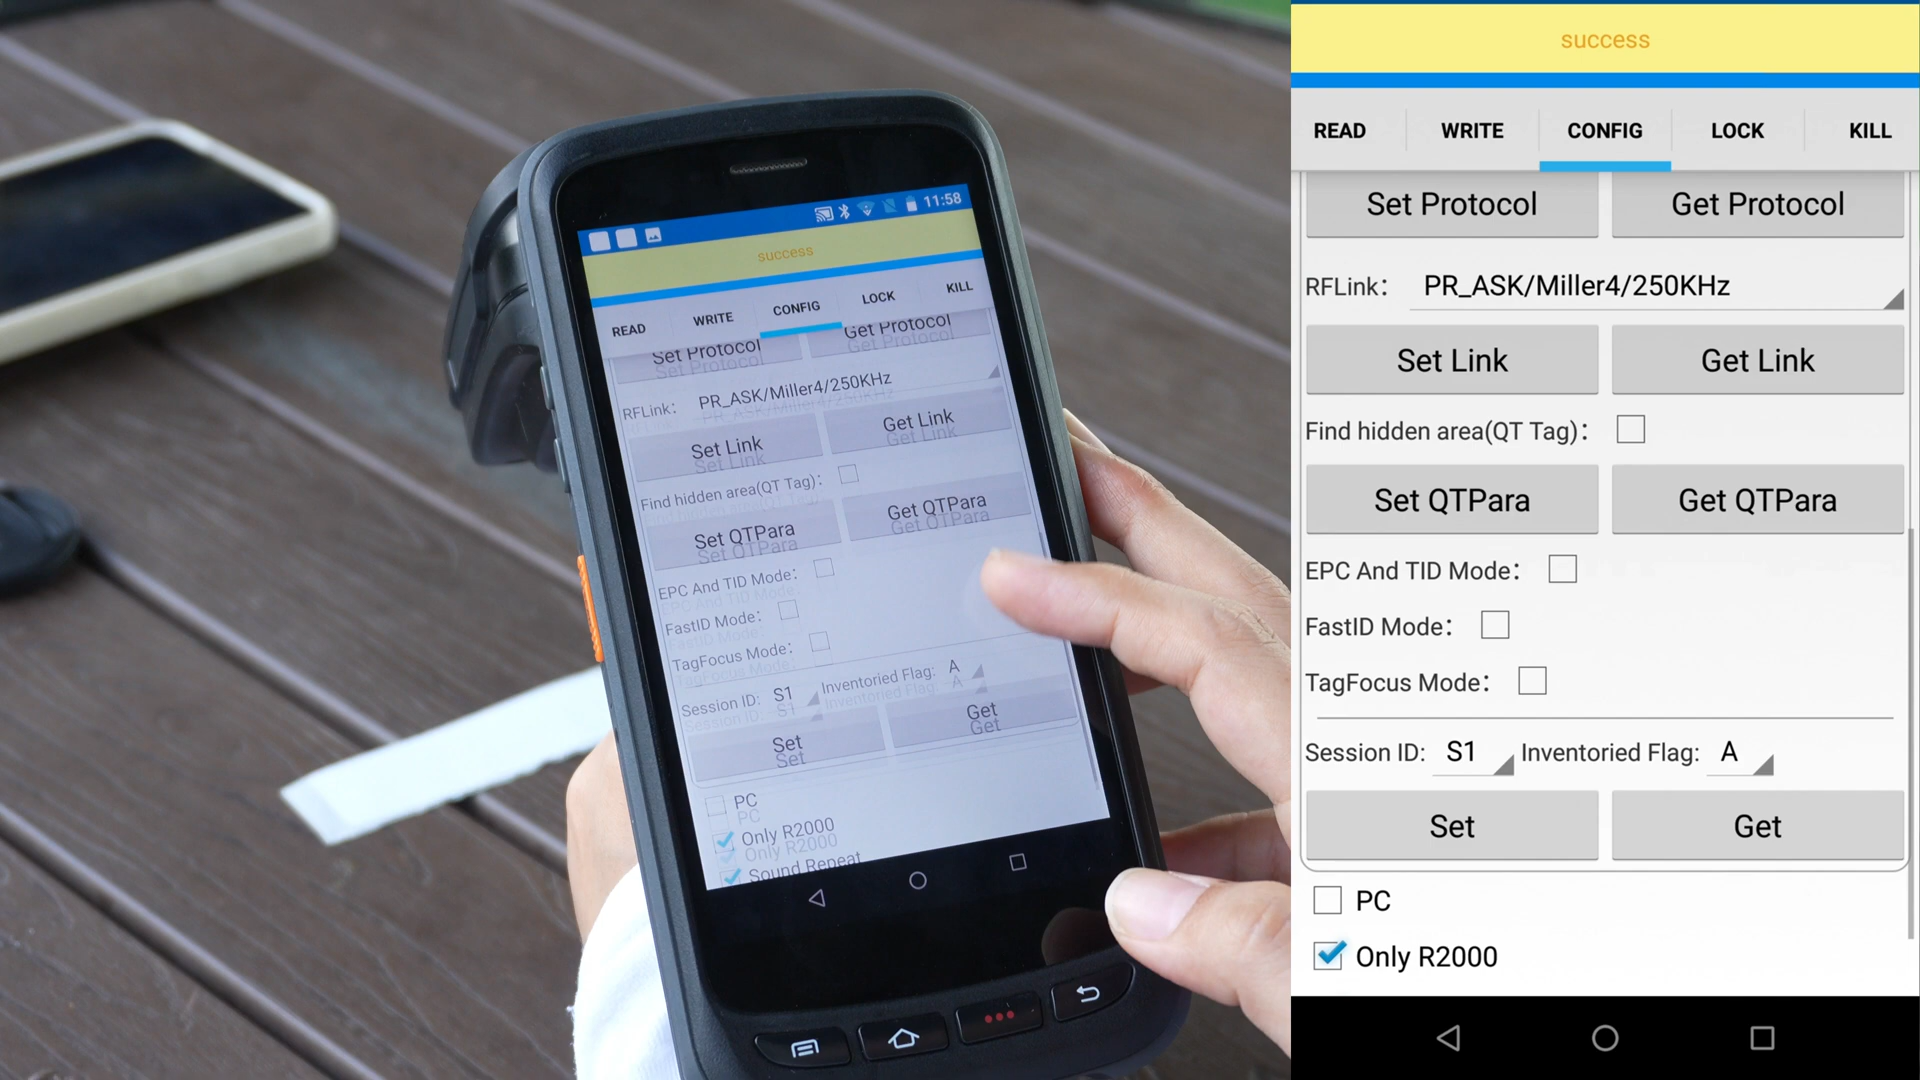 11:58
success
READ WRITE CONFIG LOCK KILL
Set Protocol Get Protocol
RFLink: PR_ASK/Miller4/250KHz
Set Link Get Link
Find hidden area(QT Tag):
Set QTPara Get QTPara
EPC And TID Mode:
FastID Mode:
TagFocus Mode:
Session ID: S1 Inventoried Flag: A
Set Get
PC
Only R2000
Sound Repeat
success
READ WRITE CONFIG LOCK KILL
Set Protocol Get Protocol
RFLink: PR_ASK/Miller4/250KHz
Set Link Get Link
Find hidden area(QT Tag):
Set QTPara Get QTPara
EPC And TID Mode:
FastID Mode:
TagFocus Mode:
Session ID: S1 Inventoried Flag: A
Set Get
PC
Only R2000